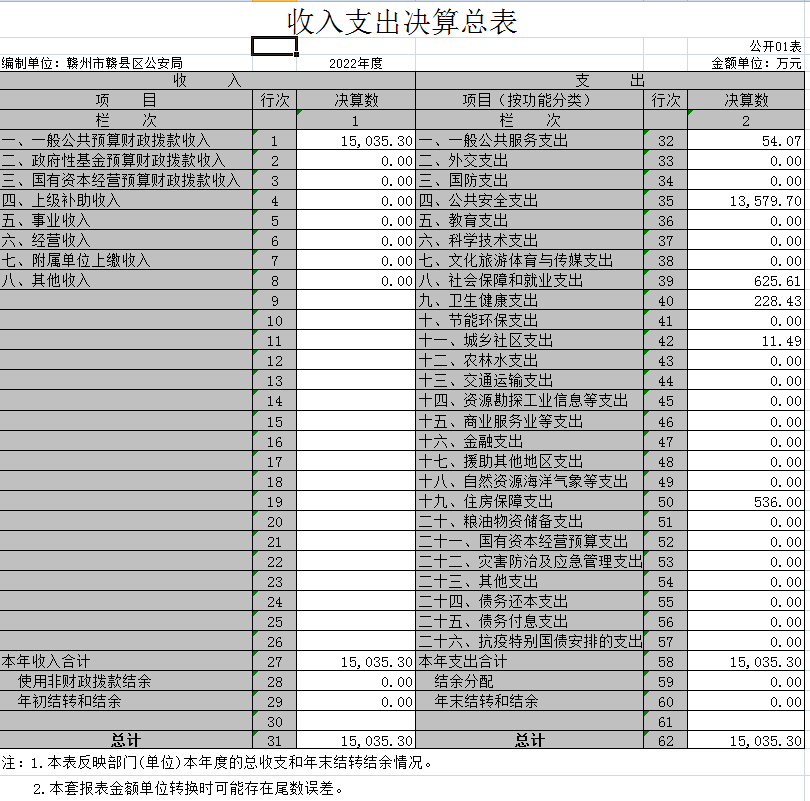 收入支出决算总表
公开01表
编制单位：赣州市赣县区公安局 2022年度 金额单位：万元
收 入 支 出
项 目 行次 决算数 项目（按功能分类） 行次 决算数
栏 次 1 栏 次 2
一、一般公共预算财政拨款收入 1 15,035.30 一、一般公共服务支出 32 54.07
二、政府性基金预算财政拨款收入 2 0.00 二、外交支出 33 0.00
三、国有资本经营预算财政拨款收入 3 0.00 三、国防支出 34 0.00
四、上级补助收入 4 0.00 四、公共安全支出 35 13,579.70
五、事业收入 5 0.00 五、教育支出 36 0.00
六、经营收入 6 0.00 六、科学技术支出 37 0.00
七、附属单位上缴收入 7 0.00 七、文化旅游体育与传媒支出 38 0.00
八、其他收入 8 0.00 八、社会保障和就业支出 39 625.61
9 九、卫生健康支出 40 228.43
10 十、节能环保支出 41 0.00
11 十一、城乡社区支出 42 11.49
12 十二、农林水支出 43 0.00
13 十三、交通运输支出 44 0.00
14 十四、资源勘探工业信息等支出 45 0.00
15 十五、商业服务业等支出 46 0.00
16 十六、金融支出 47 0.00
17 十七、援助其他地区支出 48 0.00
18 十八、自然资源海洋气象等支出 49 0.00
19 十九、住房保障支出 50 536.00
20 二十、粮油物资储备支出 51 0.00
21 二十一、国有资本经营预算支出 52 0.00
22 二十二、灾害防治及应急管理支出 53 0.00
23 二十三、其他支出 54 0.00
24 二十四、债务还本支出 55 0.00
25 二十五、债务付息支出 56 0.00
26 二十六、抗疫特别国债安排的支出 57 0.00
本年收入合计 27 15,035.30 本年支出合计 58 15,035.30
使用非财政拨款结余 28 0.00 结余分配 59 0.00
年初结转和结余 29 0.00 年末结转和结余 60 0.00
30 61
总计 31 15,035.30 总计 62 15,035.30
注：1.本表反映部门(单位)本年度的总收支和年末结转结余情况。
2.本套报表金额单位转换时可能存在尾数误差。